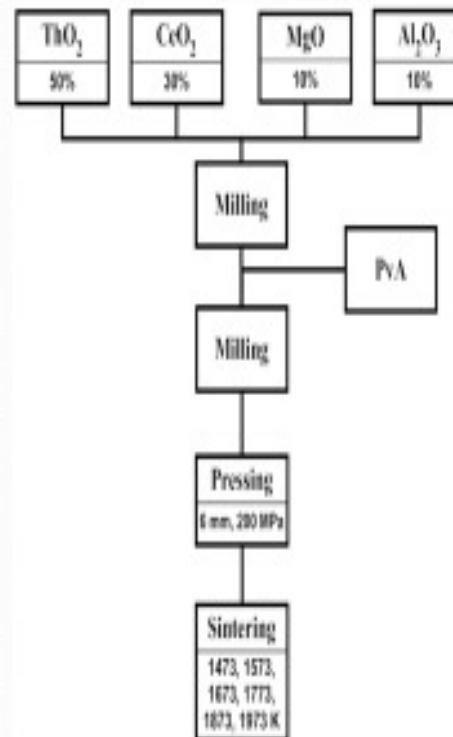 ThO₂
CeO₂
MgO
Al₂O₃
50%
30%
10%
10%
Milling
PvA
Milling
Pressing
6 mm, 200 MPa
Sintering
1473, 1573,
1673, 1773,
1873, 1973 K